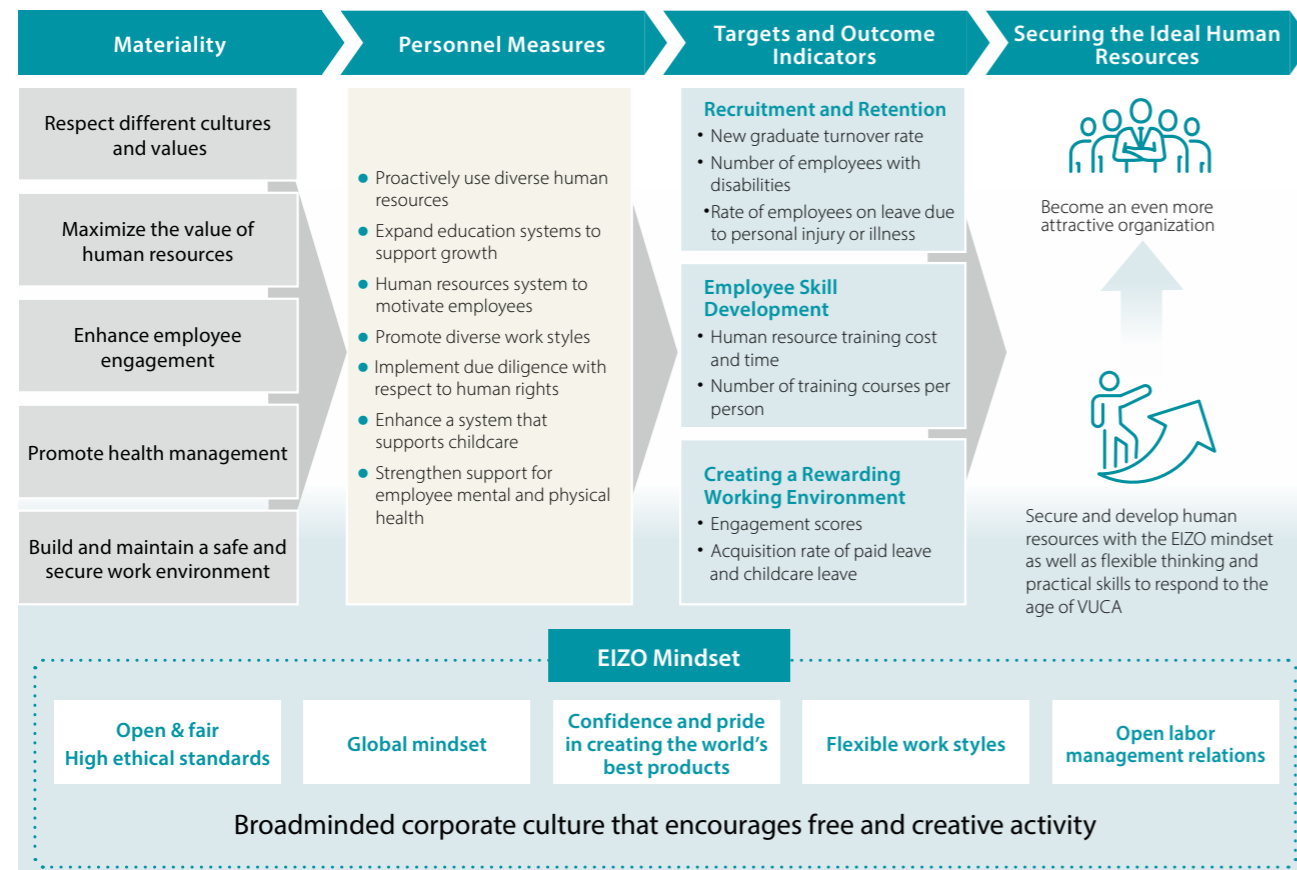 Materiality
Personnel Measures
Targets and Outcome
Indicators
Securing the Ideal Human
Resources
Respect different cultures
and values
Maximize the value of
human resources
Enhance employee
engagement
Promote health management
Build and maintain a safe and
secure work environment
● Proactively use diverse human
resources
● Expand education systems to
support growth
● Human resources system to
motivate employees
● Promote diverse work styles
● Implement due diligence with
respect to human rights
● Enhance a system that
supports childcare
● Strengthen support for
employee mental and physical
health
Recruitment and Retention
• New graduate turnover rate
• Number of employees with
disabilities
•Rate of employees on leave due
to personal injury or illness
Employee Skill
Development
• Human resource training cost
and time
• Number of training courses per
person
Creating a Rewarding
Working Environment
• Engagement scores
• Acquisition rate of paid leave
and childcare leave
Become an even more
attractive organization
Secure and develop human
resources with the EIZO mindset
as well as flexible thinking and
practical skills to respond to the
age of VUCA
EIZO Mindset
Open & fair
High ethical standards
Global mindset
Confidence and pride
in creating the world's
best products
Flexible work styles
Open labor
management relations
Broadminded corporate culture that encourages free and creative activity